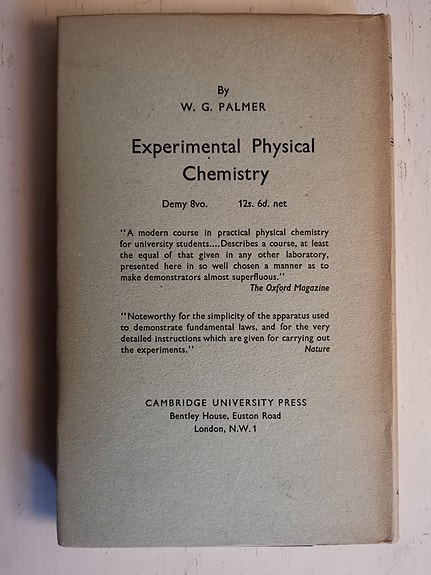 By
W. G. PALMER
Experimental Physical
Chemistry
Demy 8vo. 12s. 6d. net
"A modern course in practical physical chemistry
for university students....Describes a course, at least
the equal of that given in any other laboratory,
presented here in so well chosen a manner as to
make demonstrators almost superfluous."
The Oxford Magazine
"Noteworthy for the simplicity of the apparatus used
to demonstrate fundamental laws, and for the very
detailed instructions which are given for carrying out
the experiments." Nature
CAMBRIDGE UNIVERSITY PRESS
Bentley House, Euston Road
London, N.W.1